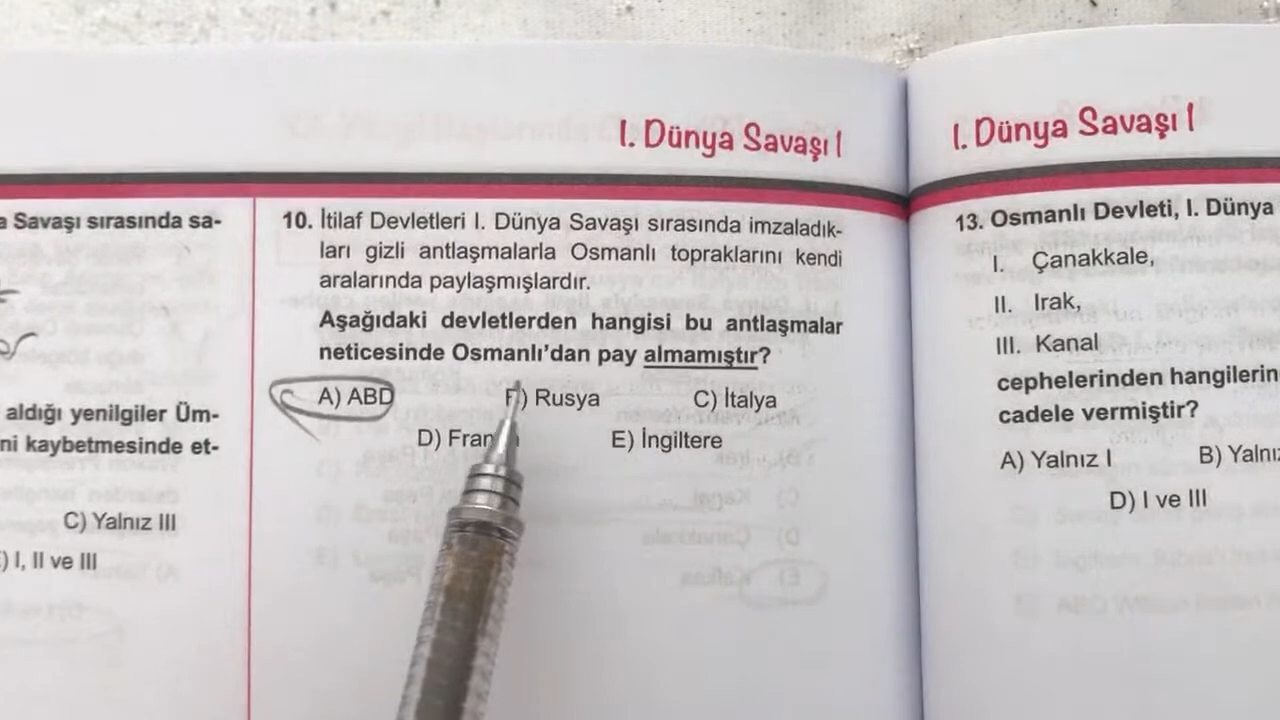 I. Dünya Savaşı I
a Savaşı sırasında sa-
aldığı yenilgiler Üm-
ni kaybetmesinde et-
C) Yalnız III
) I, II ve III
10. İtilaf Devletleri I. Dünya Savaşı sırasında imzaladık-
ları gizli antlaşmalarla Osmanlı topraklarını kendi
aralarında paylaşmışlardır.
Aşağıdaki devletlerden hangisi bu antlaşmalar
neticesinde Osmanlı'dan pay almamıştır?
A) ABD ) Rusya C) İtalya
D) Fran E) İngiltere
I. Dünya Savaşı I
13. Osmanlı Devleti, I. Dünya
I. Çanakkale,
II. Irak,
III. Kanal
cephelerinden hangilerin
cadele vermiştir?
A) Yalnız I B) Yalnız
D) I ve III